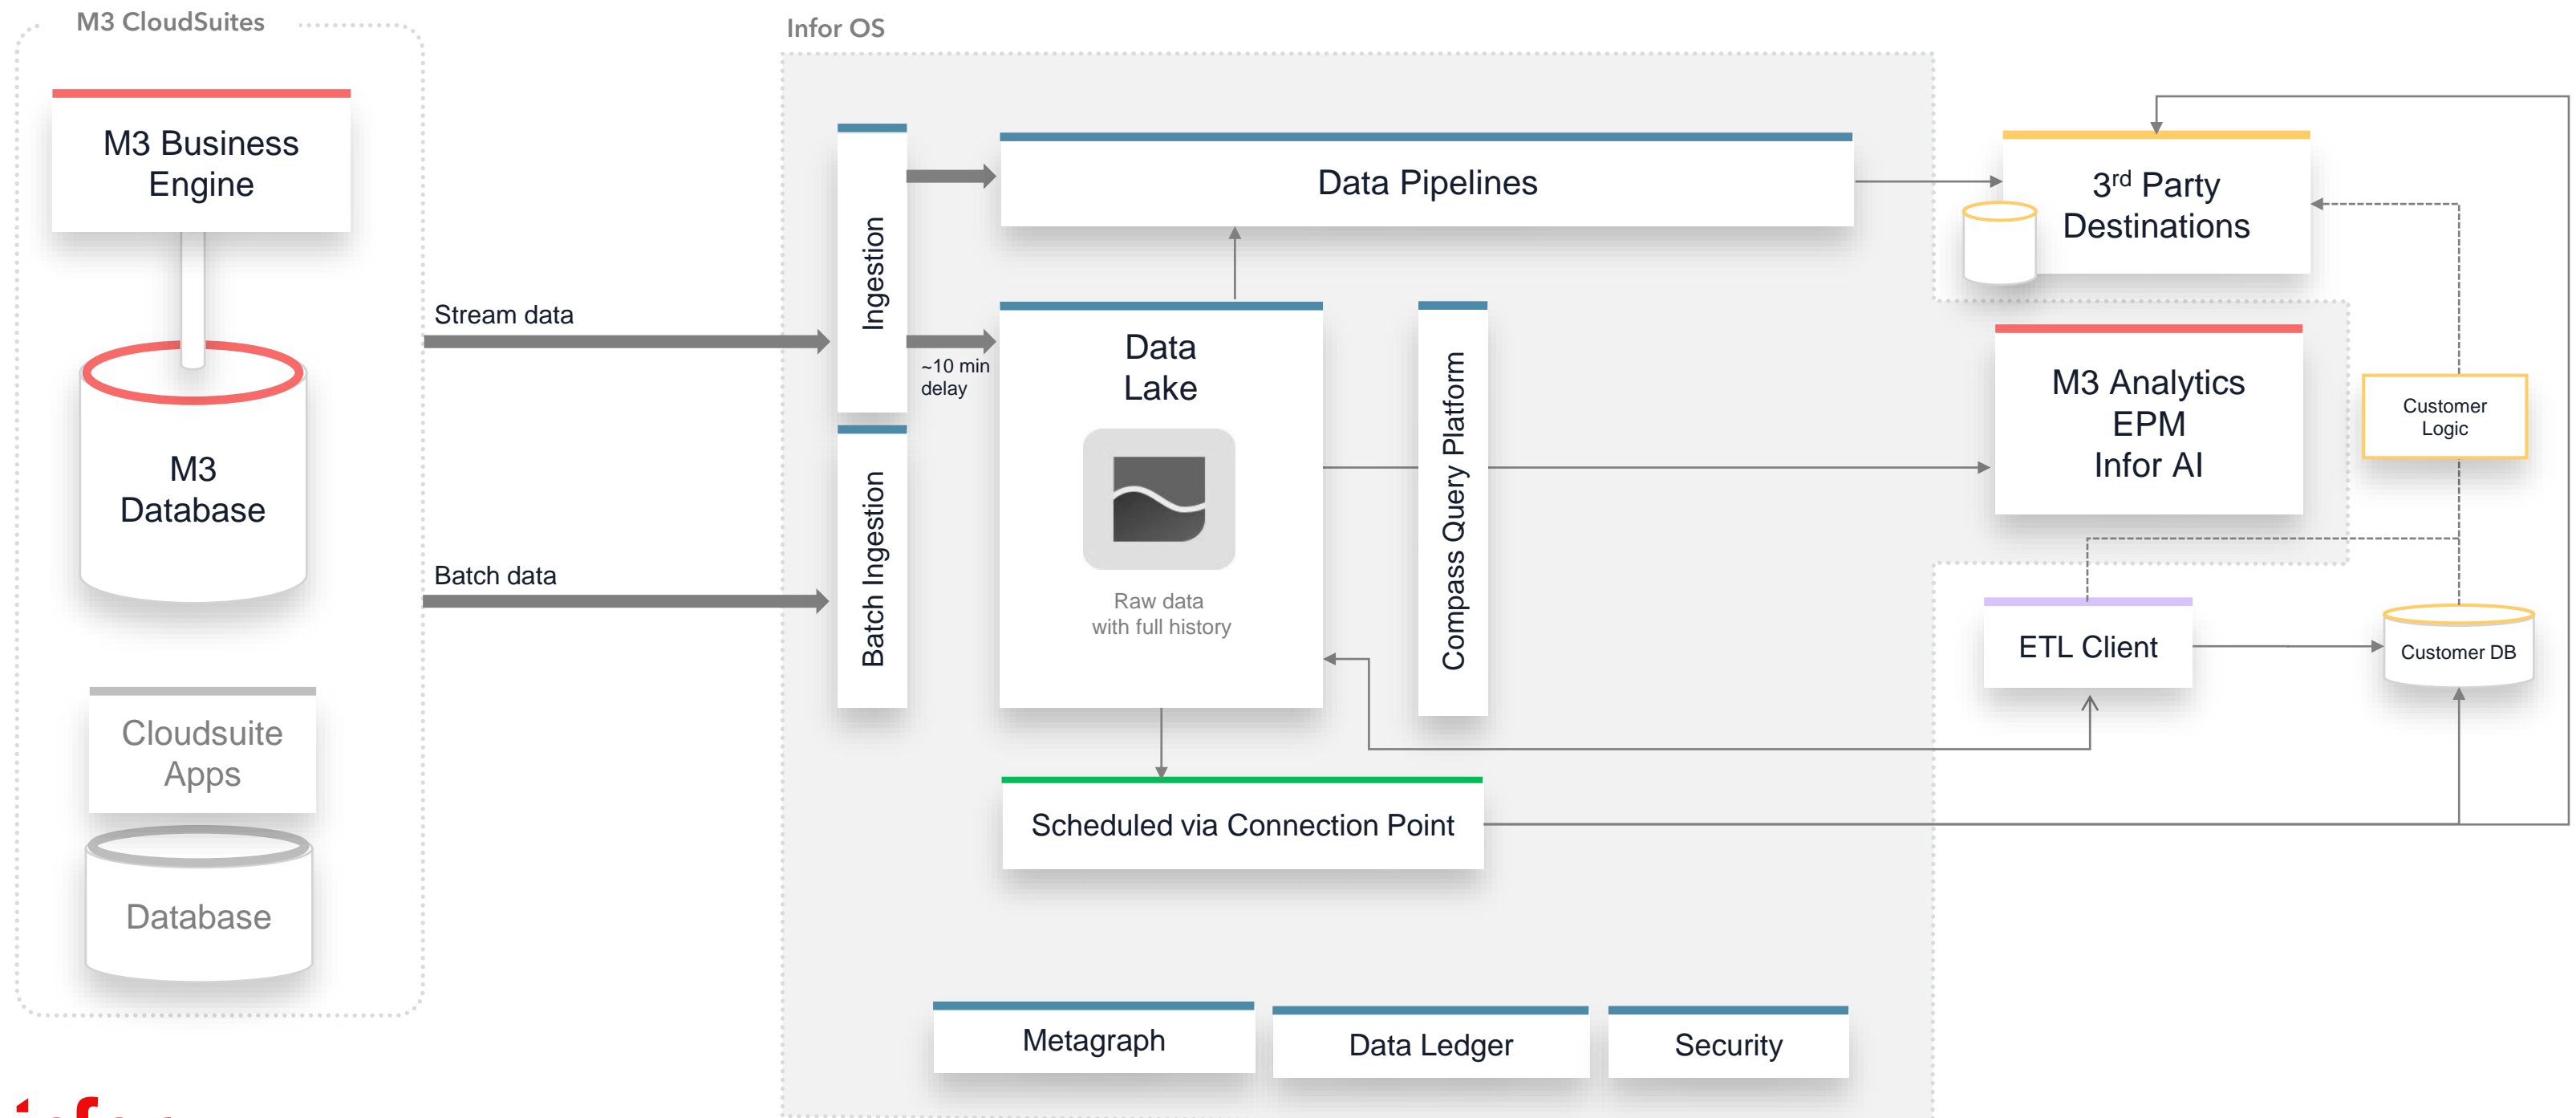 M3 CloudSuites
M3 Business
Engine
M3
Database
Cloudsuite
Apps
Database
Stream data
Batch data
Infor OS
Ingestion
Batch Ingestion
~10 min
delay
Data Pipelines
Data
Lake
Raw data
with full history
Compass Query Platform
Scheduled via Connection Point
Metagraph
Data Ledger
Security
3rd Party
Destinations
M3 Analytics
EPM
Infor AI
Customer
Logic
ETL Client
Customer DB